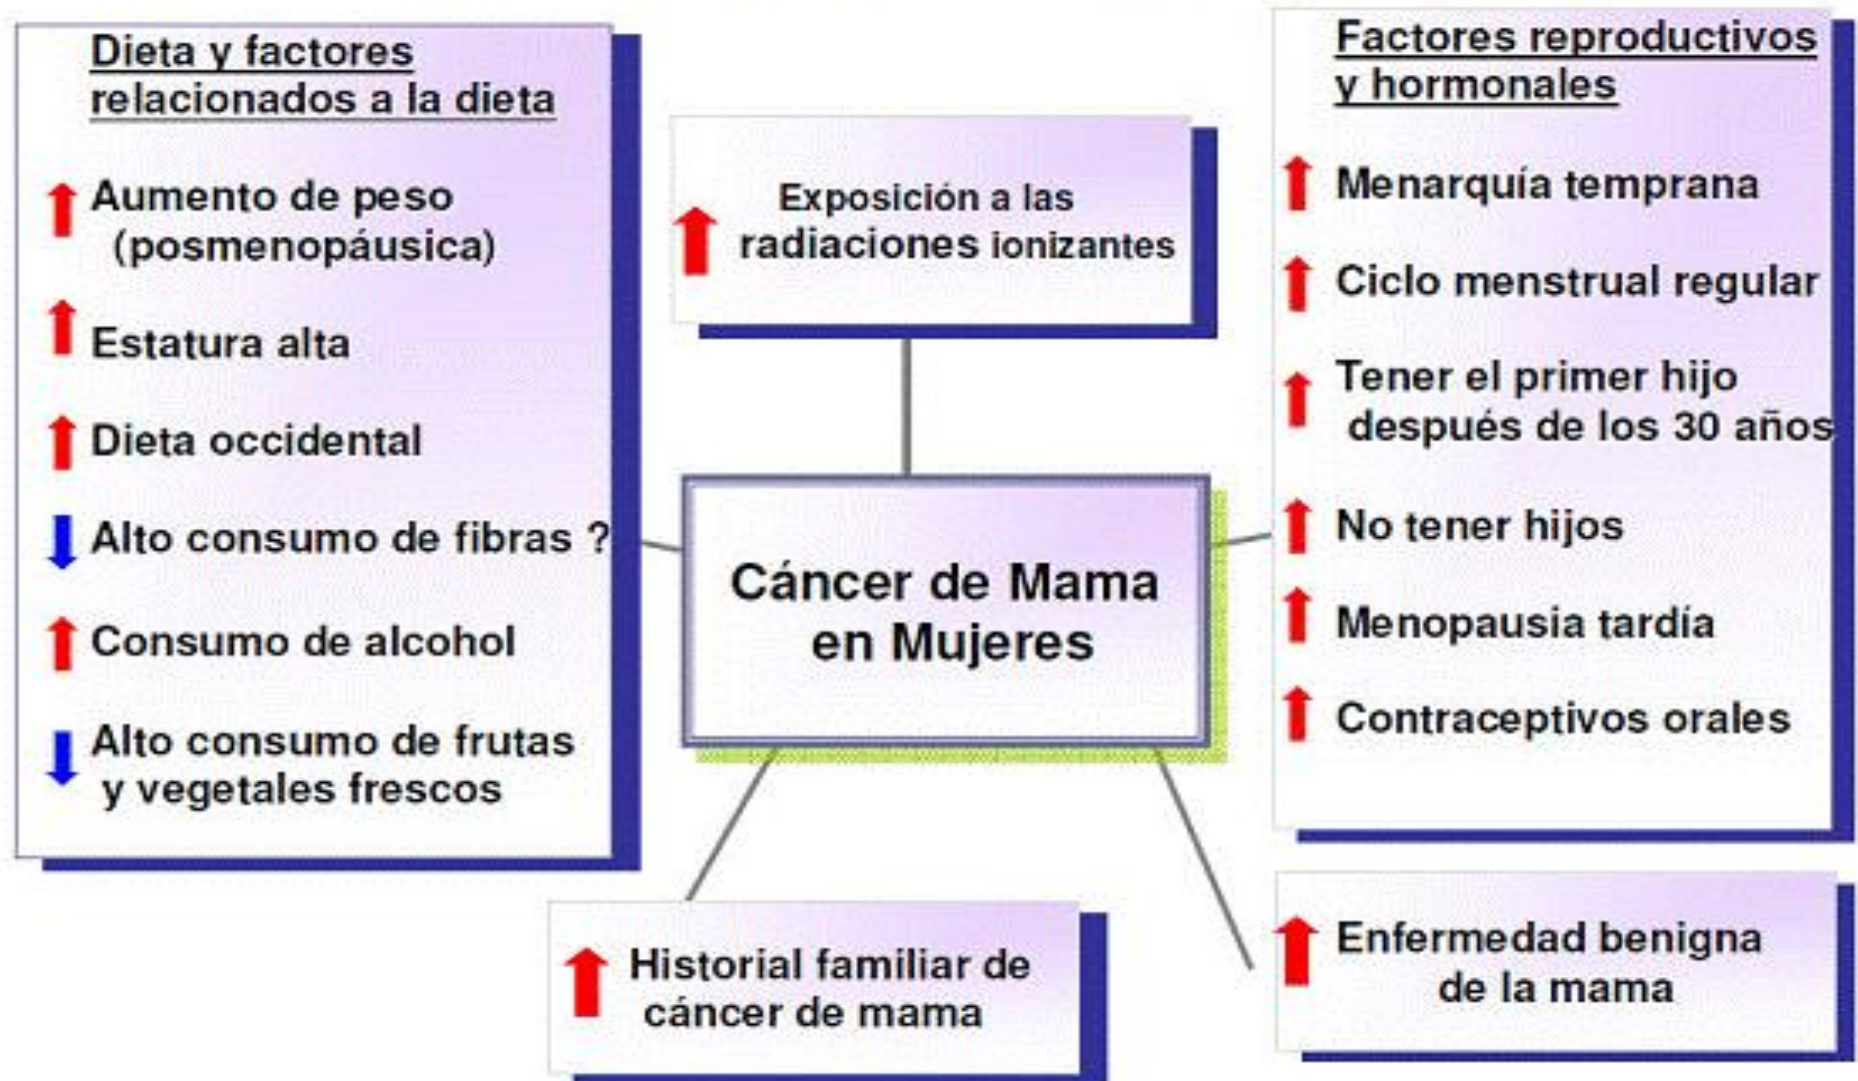 Dieta y factores
relacionados a la dieta
Aumento de peso
(posmenopáusica)
Estatura alta
Dieta occidental
Alto consumo de fibras ?
Consumo de alcohol
Alto consumo de frutas
y vegetales frescos
Exposición a las
radiaciones ionizantes
Cáncer de Mama
en Mujeres
Factores reproductivos
y hormonales
Menarquía temprana
Ciclo menstrual regular
Tener el primer hijo
después de los 30 años
No tener hijos
Menopausia tardía
Contraceptivos orales
Historial familiar de
cáncer de mama
Enfermedad benigna
de la mama